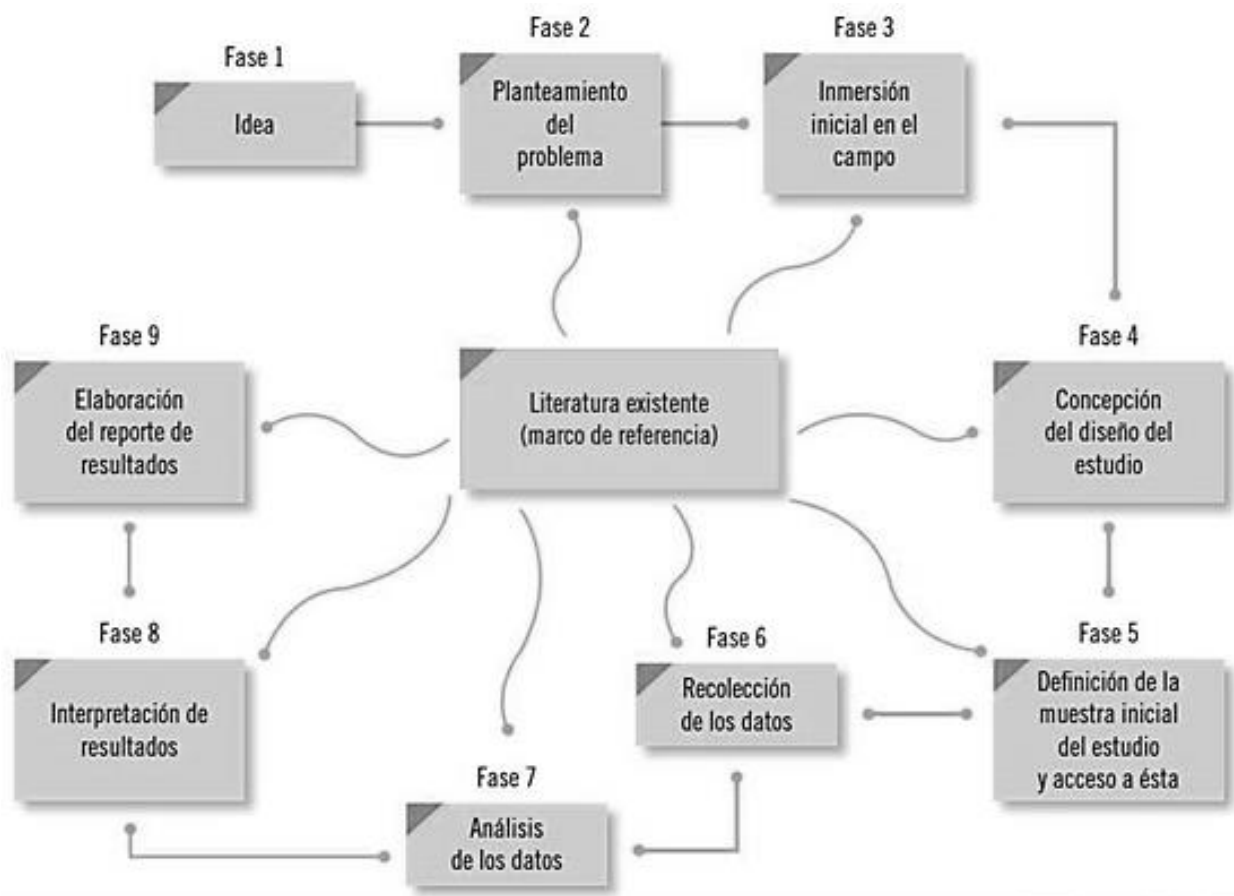 Fase 1
Idea
Fase 2
Planteamiento
del
problema
Fase 3
Inmersión
inicial en el
campo
Fase 4
Concepción
del diseño del
estudio
Fase 5
Definición de la
muestra inicial
del estudio
y acceso a ésta
Fase 6
Recolección
de los datos
Fase 7
Análisis
de los datos
Fase 8
Interpretación de
resultados
Fase 9
Elaboración
del reporte de
resultados
Literatura existente
(marco de referencia)